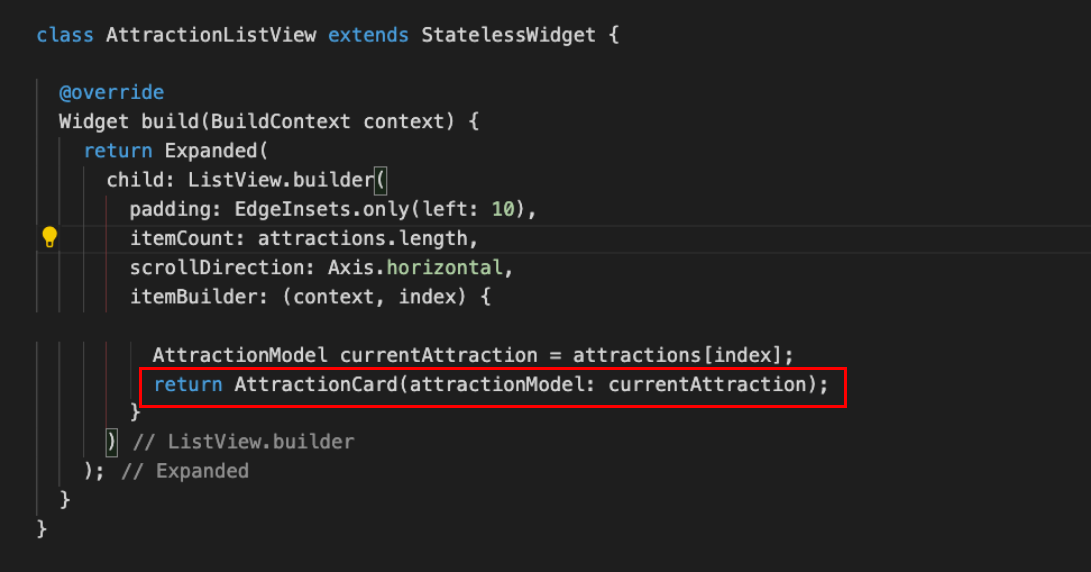 class AttractionListView extends StatelessWidget {
@override
Widget build(BuildContext context) {
return Expanded(
child: ListView.builder(
padding: EdgeInsets.only(left: 10),
itemCount: attractions.length,
scrollDirection: Axis.horizontal,
itemBuilder: (context, index) {
AttractionModel currentAttraction = attractions[index];
return AttractionCard(attractionModel: currentAttraction);
}
) // ListView.builder
); // Expanded
}
}